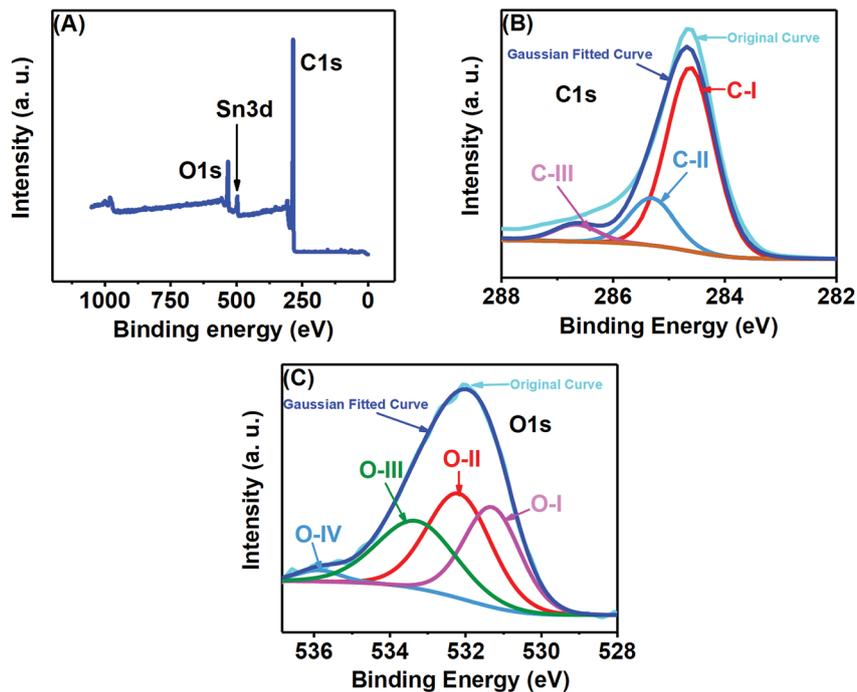 (A)
C1s
Sn3d
O1s
Intensity (a. u.)
1000 750 500 250 0
Binding energy (eV)
(B)
Original Curve
Gaussian Fitted Curve
C1s
C-I
C-II
C-III
Intensity (a. u.)
288 286 284 282
Binding Energy (eV)
(C)
Original Curve
Gaussian Fitted Curve
O1s
O-III
O-II
O-I
O-IV
Intensity (a. u.)
536 534 532 530 528
Binding Energy (eV)